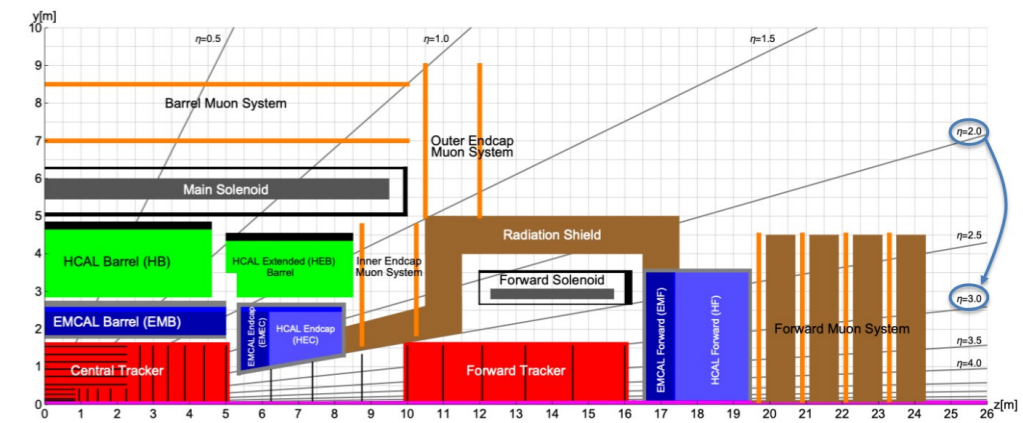 y[m]
10
η=0.5
η=1.0
η=1.5
9
Barrel Muon System
8
7
Outer Endcap
Muon System
η=2.0
6
Main Solenoid
5
Radiation Shield
η=2.5
4
HCAL Barrel (HB)
HCAL Extended (HEB)
Barrel
Inner Endcap
Muon System
Forward Solenoid
3
η=3.0
EMCAL Barrel (EMB)
EMCAL Endcap
(EMEC)
HCAL Endcap
(HEC)
EMCAL Forward (EMF)
HCAL Forward (HF)
Forward Muon System
2
η=3.5
1
Central Tracker
Forward Tracker
η=4.0
0
0 1 2 3 4 5 6 7 8 9 10 11 12 13 14 15 16 17 18 19 20 21 22 23 24 25 26 z[m]